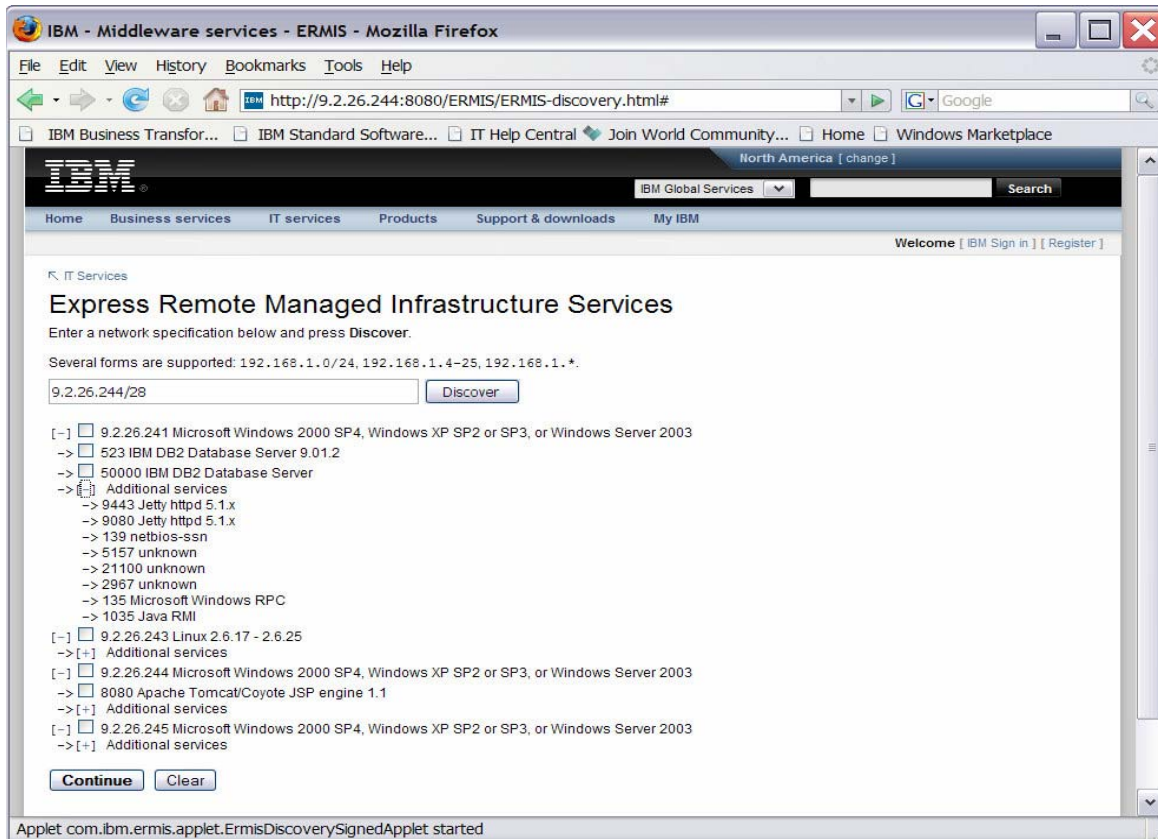 IBM - Middleware services - ERMIS - Mozilla Firefox
File Edit View History Bookmarks Tools Help
IBM http://9.2.26.244:8080/ERMIS/ERMIS-discovery.html# G Google
IBM Business Transfor... IBM Standard Software... IT Help Central Join World Community... Home Windows Marketplace
North America [ change ]
IBM®
IBM Global Services Search
Home Business services IT services Products Support & downloads My IBM
Welcome [ IBM Sign in ] [ Register ]
IT Services
Express Remote Managed Infrastructure Services
Enter a network specification below and press Discover.
Several forms are supported: 192.168.1.0/24, 192.168.1.4-25, 192.168.1.*.
9.2.26.244/28 Discover
[-] 9.2.26.241 Microsoft Windows 2000 SP4, Windows XP SP2 or SP3, or Windows Server 2003
-> 523 IBM DB2 Database Server 9.01.2
-> 50000 IBM DB2 Database Server
->[-] Additional services
-> 9443 Jetty httpd 5.1.x
-> 9080 Jetty httpd 5.1.x
-> 139 netbios-ssn
-> 5157 unknown
-> 21100 unknown
-> 2967 unknown
-> 135 Microsoft Windows RPC
-> 1035 Java RMI
[-] 9.2.26.243 Linux 2.6.17 - 2.6.25
->[+] Additional services
[-] 9.2.26.244 Microsoft Windows 2000 SP4, Windows XP SP2 or SP3, or Windows Server 2003
-> 8080 Apache Tomcat/Coyote JSP engine 1.1
->[+] Additional services
[-] 9.2.26.245 Microsoft Windows 2000 SP4, Windows XP SP2 or SP3, or Windows Server 2003
->[+] Additional services
Continue Clear
Applet com.ibm.ermis.applet.ErmisDiscoverySignedApplet started